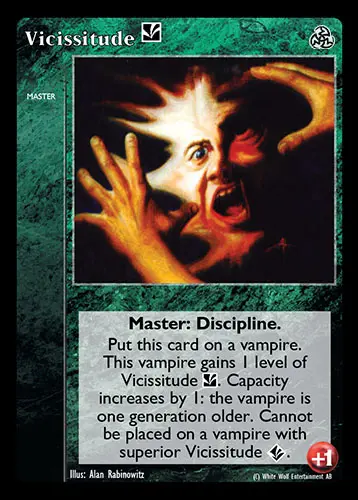 Vicissitude
MASTER
Master: Discipline.
Put this card on a vampire.
This vampire gains 1 level of
Vicissitude . Capacity
increases by 1: the vampire is
one generation older. Cannot
be placed on a vampire with
superior Vicissitude .
+1
Illus: Alan Rabinowitz
(C) White Wolf Entertainment AB